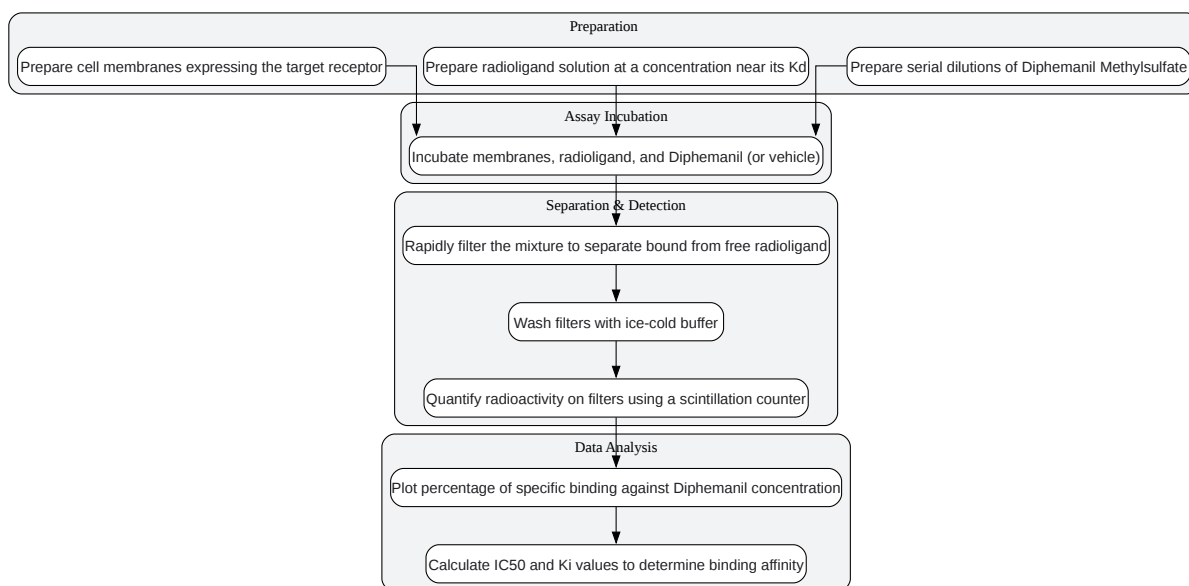 Preparation
Prepare cell membranes expressing the target receptor
Prepare radioligand solution at a concentration near its Kd
Prepare serial dilutions of Diphemanil Methylsulfate
Assay Incubation
Incubate membranes, radioligand, and Diphemanil (or vehicle)
Separation & Detection
Rapidly filter the mixture to separate bound from free radioligand
Wash filters with ice-cold buffer
Quantify radioactivity on filters using a scintillation counter
Data Analysis
Plot percentage of specific binding against Diphemanil concentration
Calculate IC50 and Ki values to determine binding affinity